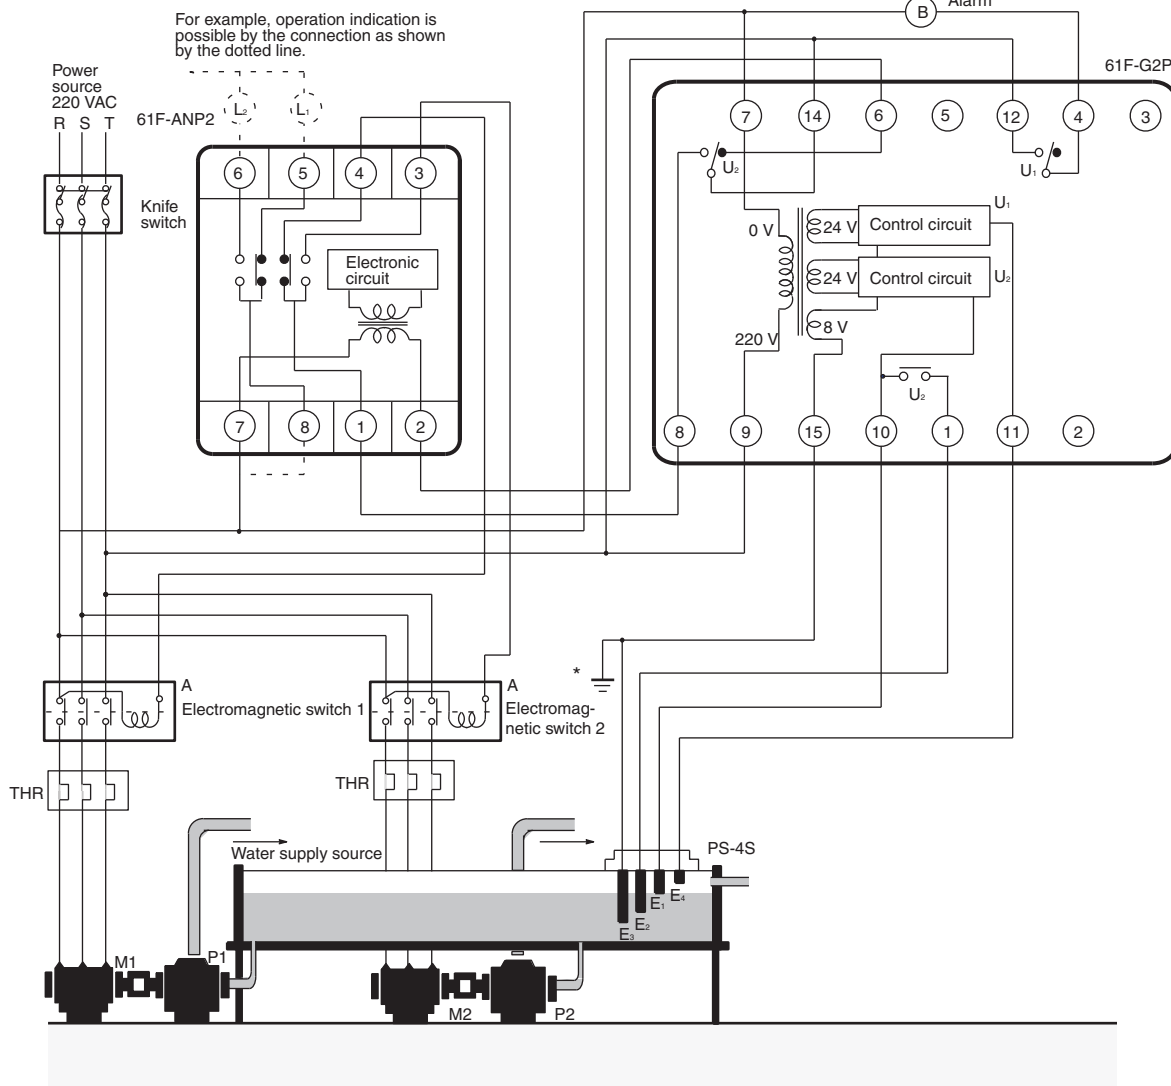 For example, operation indication is
possible by the connection as shown
by the dotted line.
B
Alarm
Power
source
220 VAC
R S T
61F-ANP2
L₂
L₁
61F-G2P
6 5 4 3
7 14 6 5 12 4 3
U₂
U₁
Knife
switch
Electronic
circuit
0 V
24 V
Control circuit
U₁
24 V
Control circuit
U₂
8 V
220 V
U₂
7 8 1 2
8 9 15 10 1 11 2
*
A
Electromagnetic switch 1
A
Electromag-
netic switch 2
THR
THR
Water supply source
PS-4S
E₃
E₂
E₁
E₄
M1
P1
M2
P2